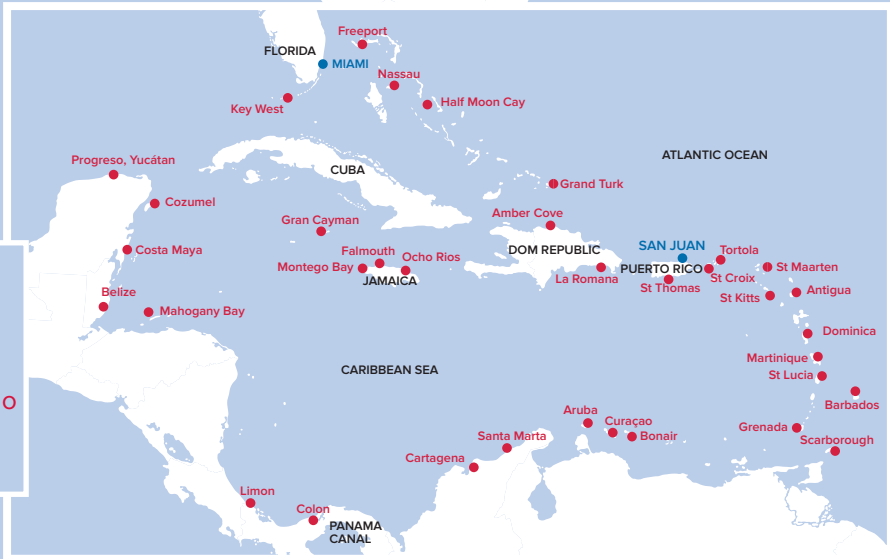 Freeport
FLORIDA
MIAMI
Nassau
Key West
Half Moon Cay
ATLANTIC OCEAN
Progreso, Yucátan
CUBA
Grand Turk
Cozumel
Gran Cayman
Amber Cove
Costa Maya
Falmouth
Ocho Rios
DOM REPUBLIC
SAN JUAN
Tortola
Montego Bay
JAMAICA
La Romana
PUERTO RICO
St Croix
St Maarten
St Thomas
St Kitts
Antigua
Belize
Mahogany Bay
Dominica
Martinique
CARIBBEAN SEA
St Lucia
Barbados
O
Aruba
Curaçao
Bonair
Grenada
Santa Marta
Scarborough
Cartagena
Limon
Colon
PANAMA
CANAL